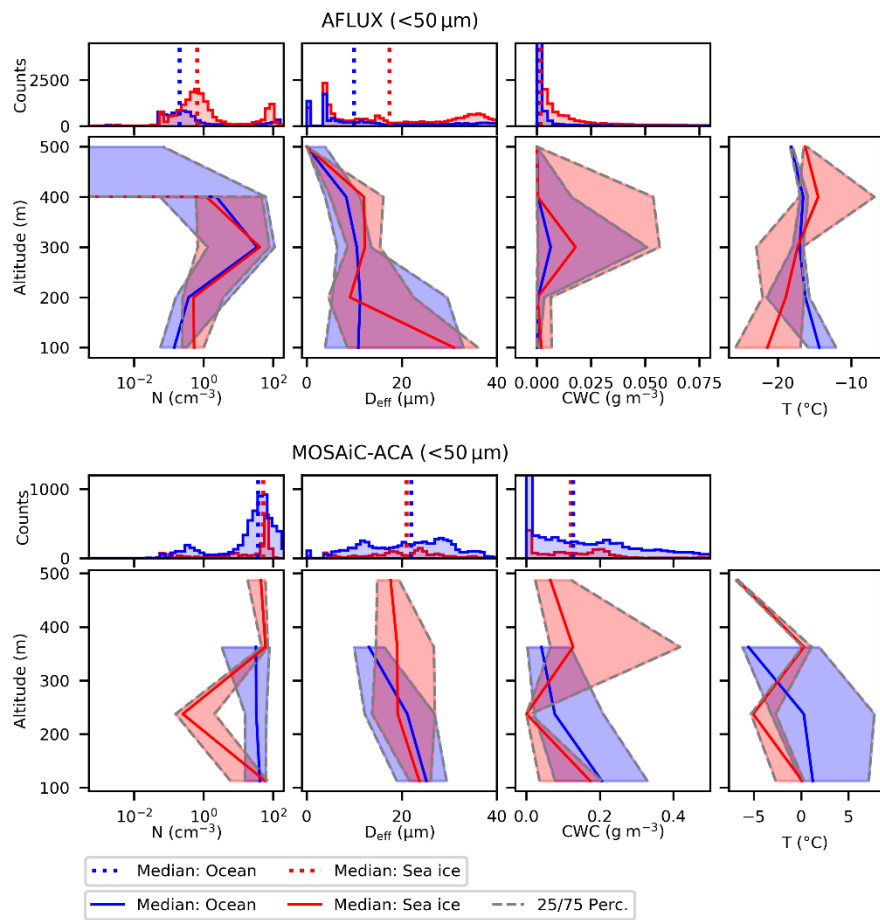 AFLUX (<50 µm)
Counts
2500
0
Altitude (m)
500
400
300
200
100
10⁻² 10⁰ 10²
N (cm⁻³)
0 20 40
D_eff (µm)
0.000 0.025 0.050 0.075
CWC (g m⁻³)
−20 −10
T (°C)
MOSAiC-ACA (<50 µm)
Counts
1000
500
0
Altitude (m)
500
400
300
200
100
10⁻² 10⁰ 10²
N (cm⁻³)
0 20 40
D_eff (µm)
0.0 0.2 0.4
CWC (g m⁻³)
−5 0 5
T (°C)
Median: Ocean Median: Sea ice
Median: Ocean Median: Sea ice 25/75 Perc.